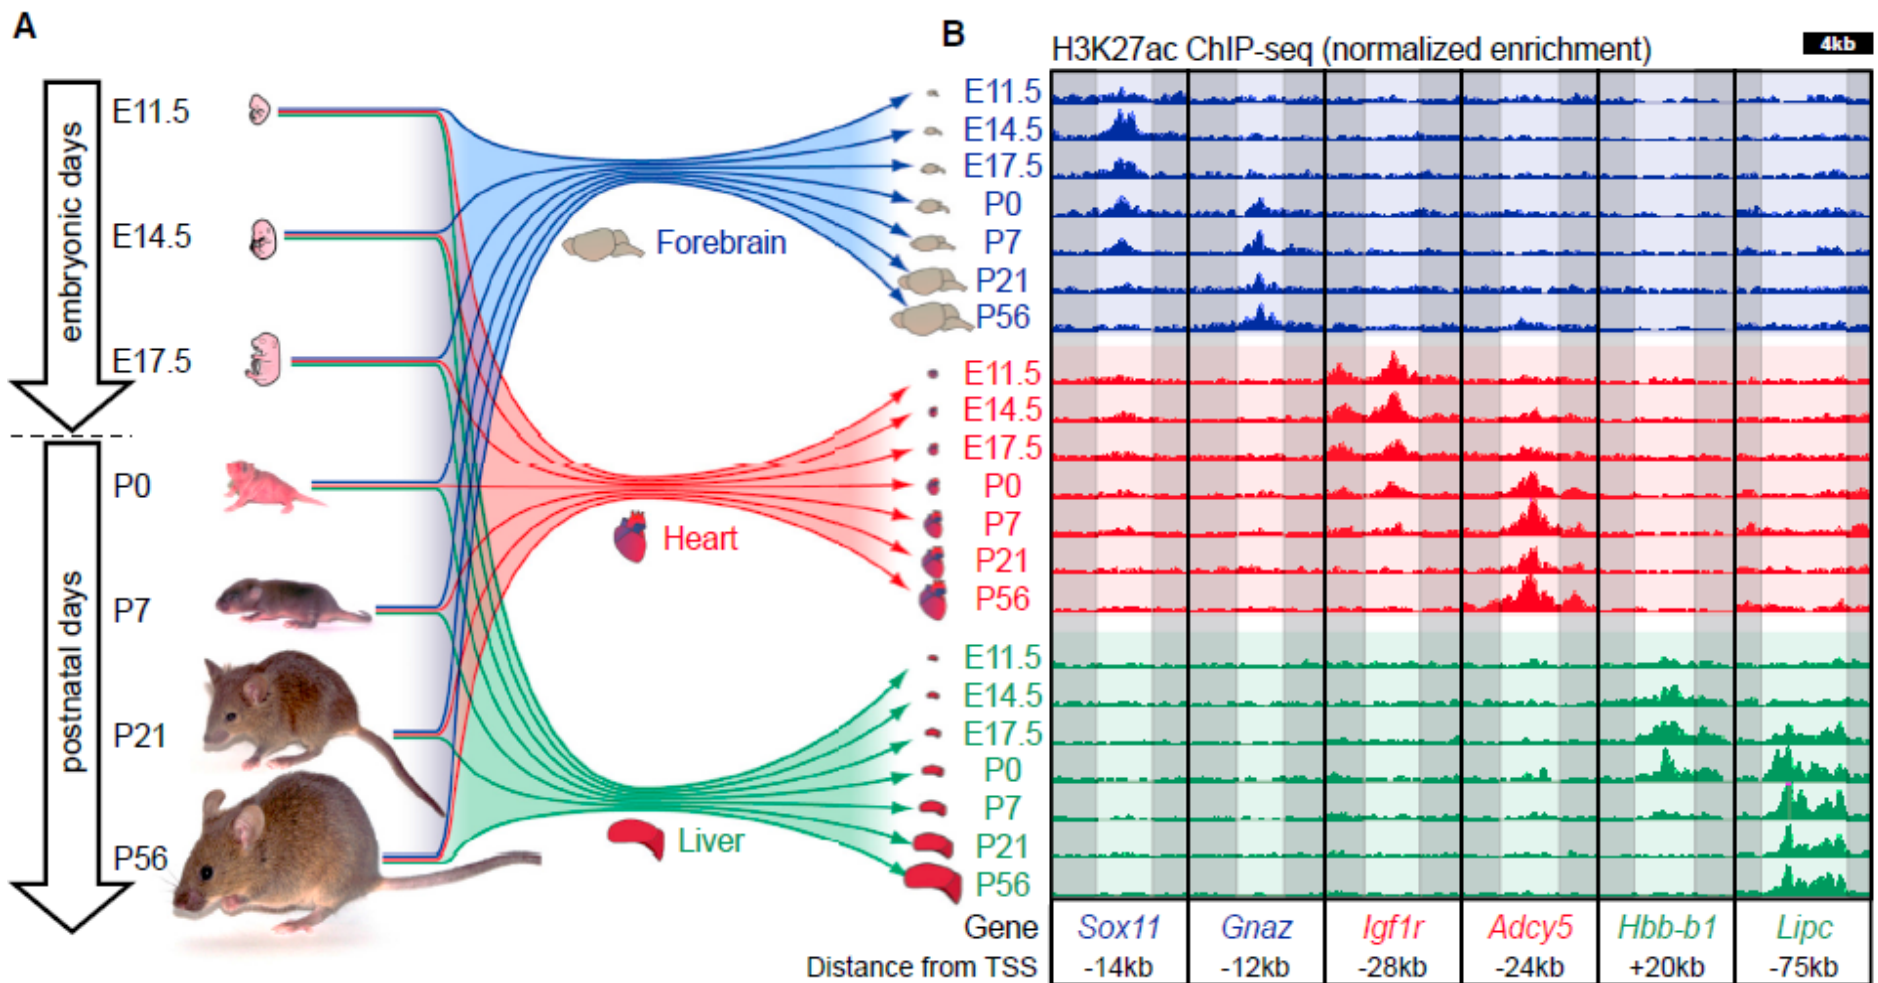 A
embryonic days
postnatal days
E11.5
E14.5
E17.5
P0
P7
P21
P56
Forebrain
Heart
Liver
B
H3K27ac ChIP-seq (normalized enrichment)
4kb
E11.5
E14.5
E17.5
P0
P7
P21
P56
E11.5
E14.5
E17.5
P0
P7
P21
P56
E11.5
E14.5
E17.5
P0
P7
P21
P56
Gene Sox11 Gnaz Igf1r Adcy5 Hbb-b1 Lipc
Distance from TSS -14kb -12kb -28kb -24kb +20kb -75kb